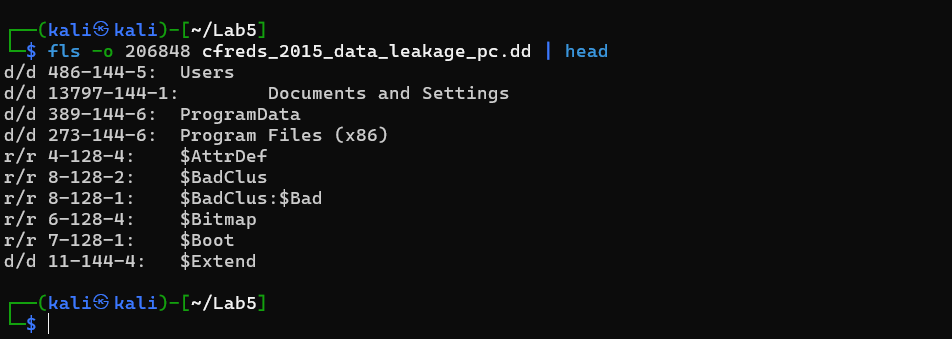 ┌──(kali㉿kali)-[~/Lab5]
└─$ fls -o 206848 cfreds_2015_data_leakage_pc.dd | head
d/d 486-144-5:  Users
d/d 13797-144-1:        Documents and Settings
d/d 389-144-6:  ProgramData
d/d 273-144-6:  Program Files (x86)
r/r 4-128-4:    $AttrDef
r/r 8-128-2:    $BadClus
r/r 8-128-1:    $BadClus:$Bad
r/r 6-128-4:    $Bitmap
r/r 7-128-1:    $Boot
d/d 11-144-4:   $Extend
┌──(kali㉿kali)-[~/Lab5]
└─$